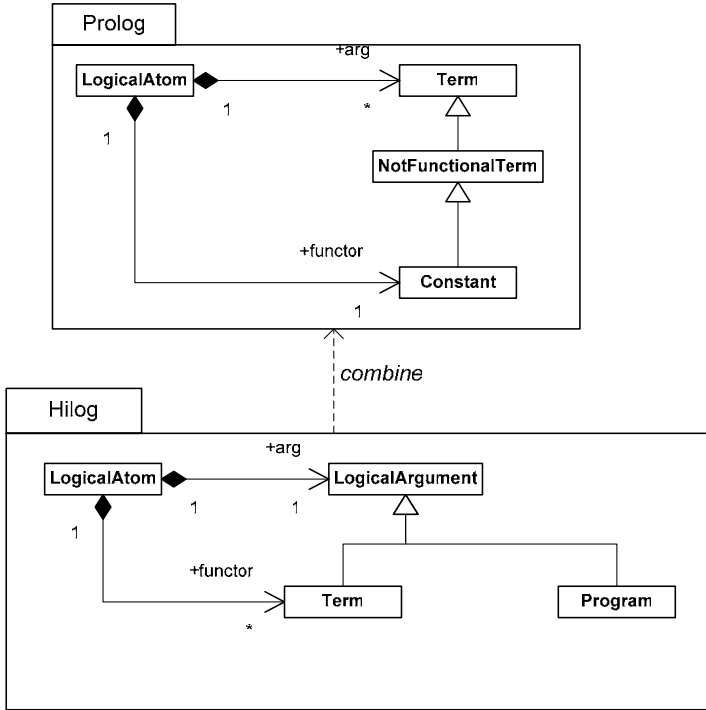 Prolog
+arg
LogicalAtom
Term
1
1
*
NotFunctionalTerm
+functor
Constant
1
combine
Hilog
+arg
LogicalAtom
LogicalArgument
1
1
1
+functor
Term
Program
*